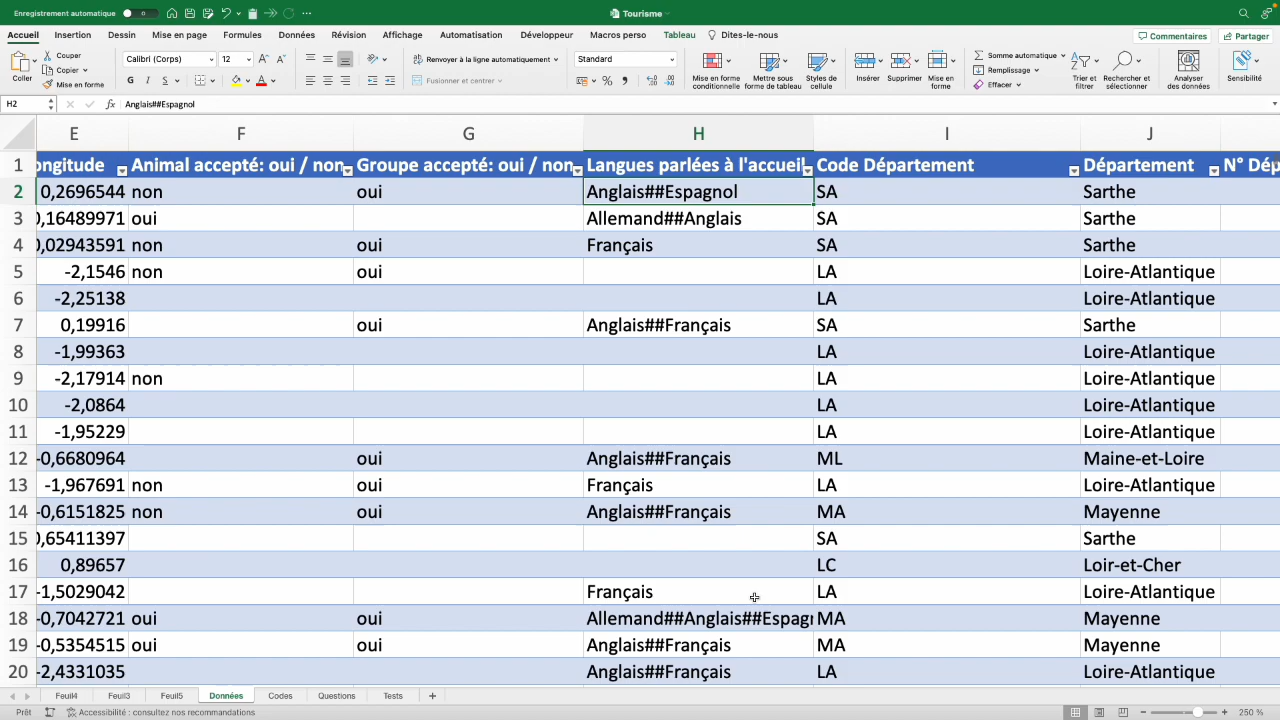 Enregistrement automatique
Tourisme
Accueil Insertion Dessin Mise en page Formules Données Révision Affichage Automatisation Développeur Macros perso Tableau Dites-le-nous
Commentaires Partager
Coller
Couper
Copier
Mise en forme
Calibri (Corps) 12
G I S
Renvoyer à la ligne automatiquement
Fusionner et centrer
Standard
Mise en forme conditionnelle
Mettre sous forme de tableau
Styles de cellule
Insérer Supprimer Mise en forme
Somme automatique
Remplissage
Effacer
Trier et filtrer
Rechercher et sélectionner
Analyser des données
Sensibilité
H2 fx Anglais##Espagnol
E F G H I J
1 ongitude Animal accepté: oui / non Groupe accepté: oui / non Langues parlées à l'accueil Code Département Département N° Dép
2 0,2696544 non oui Anglais##Espagnol SA Sarthe
3 0,16489971 oui Allemand##Anglais SA Sarthe
4 0,02943591 non oui Français SA Sarthe
5 -2,1546 non oui LA Loire-Atlantique
6 -2,25138 LA Loire-Atlantique
7 0,19916 oui Anglais##Français SA Sarthe
8 -1,99363 LA Loire-Atlantique
9 -2,17914 non LA Loire-Atlantique
10 -2,0864 LA Loire-Atlantique
11 -1,95229 LA Loire-Atlantique
12 -0,6680964 oui Anglais##Français ML Maine-et-Loire
13 -1,967691 non oui Français LA Loire-Atlantique
14 -0,6151825 non oui Anglais##Français MA Mayenne
15 0,65411397 SA Sarthe
16 0,89657 LC Loir-et-Cher
17 -1,5029042 Français LA Loire-Atlantique
18 -0,7042721 oui oui Allemand##Anglais##Espagn MA Mayenne
19 -0,5354515 oui oui Anglais##Français MA Mayenne
20 -2,4331035 Anglais##Français LA Loire-Atlantique
Feuil4 Feuil3 Feuil5 Données Codes Questions Tests +
Prêt Accessibilité : consultez nos recommandations 250 %